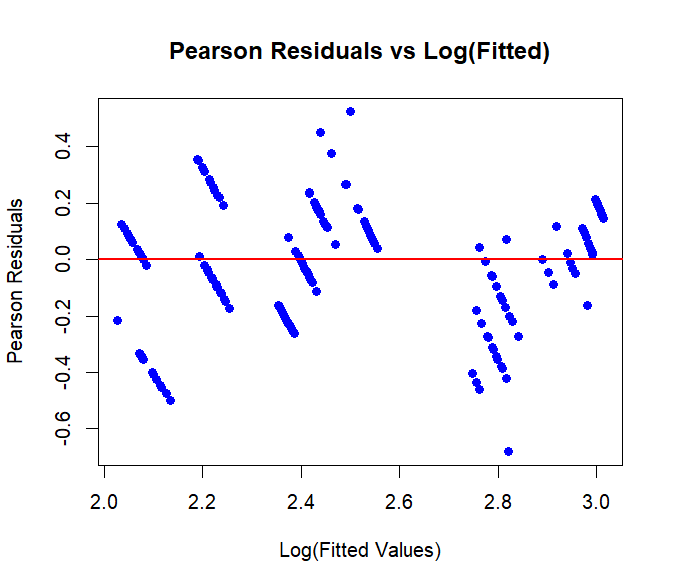 Pearson Residuals vs Log(Fitted)
Pearson Residuals
0.4
0.2
0.0
-0.2
-0.4
-0.6
2.0 2.2 2.4 2.6 2.8 3.0
Log(Fitted Values)